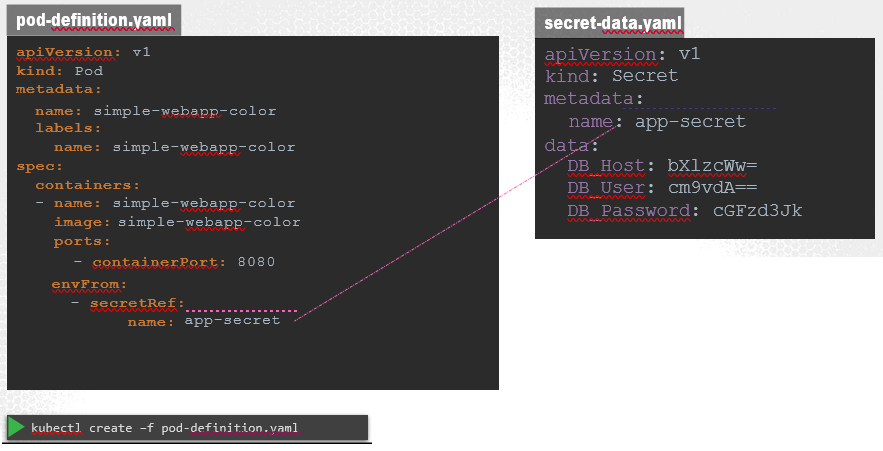 pod-definition.yaml
apiVersion: v1
kind: Pod
metadata:
name: simple-webapp-color
labels:
name: simple-webapp-color
spec:
containers:
- name: simple-webapp-color
image: simple-webapp-color
ports:
- containerPort: 8080
envFrom:
- secretRef:
name: app-secret
kubectl create –f pod-definition.yaml
secret-data.yaml
apiVersion: v1
kind: Secret
metadata:
name: app-secret
data:
DB_Host: bXlzcWw=
DB_User: cm9vdA==
DB_Password: cGFzd3Jk